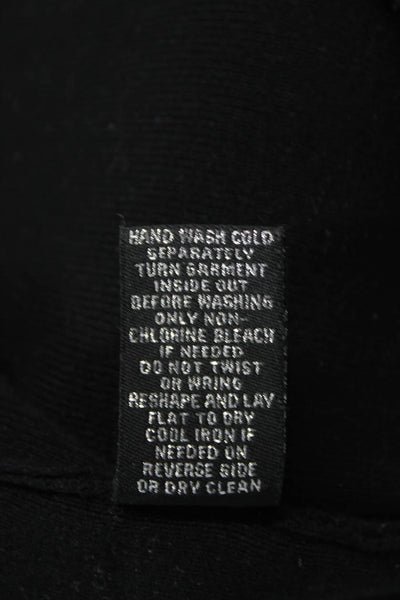 HAND WASH COLD
SEPARATELY
TURN GARMENT
INSIDE OUT
BEFORE WASHING
ONLY NON-
CHLORINE BLEACH
IF NEEDED
DO NOT TWIST
OR WRING
RESHAPE AND LAY
FLAT TO DRY
COOL IRON IF
NEEDED ON
REVERSE SIDE
OR DRY CLEAN